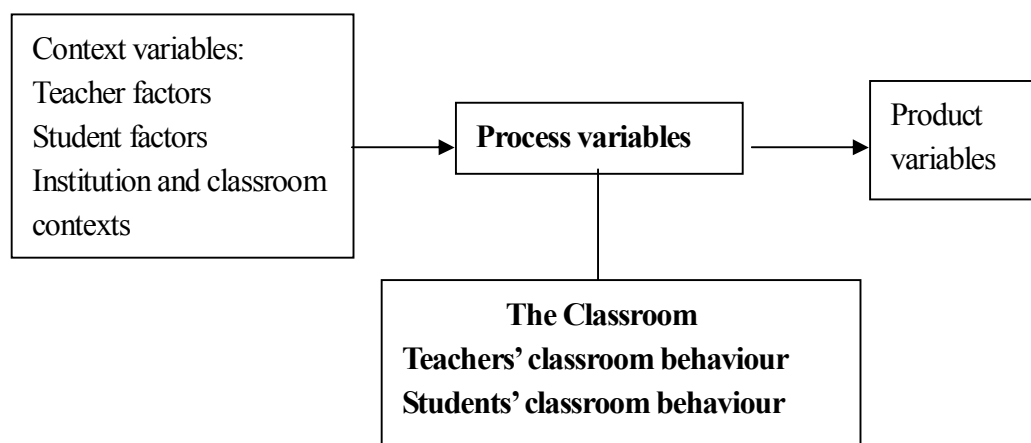 Context variables:
Teacher factors
Student factors
Institution and classroom
contexts
Process variables
Product
variables
The Classroom
Teachers’ classroom behaviour
Students’ classroom behaviour